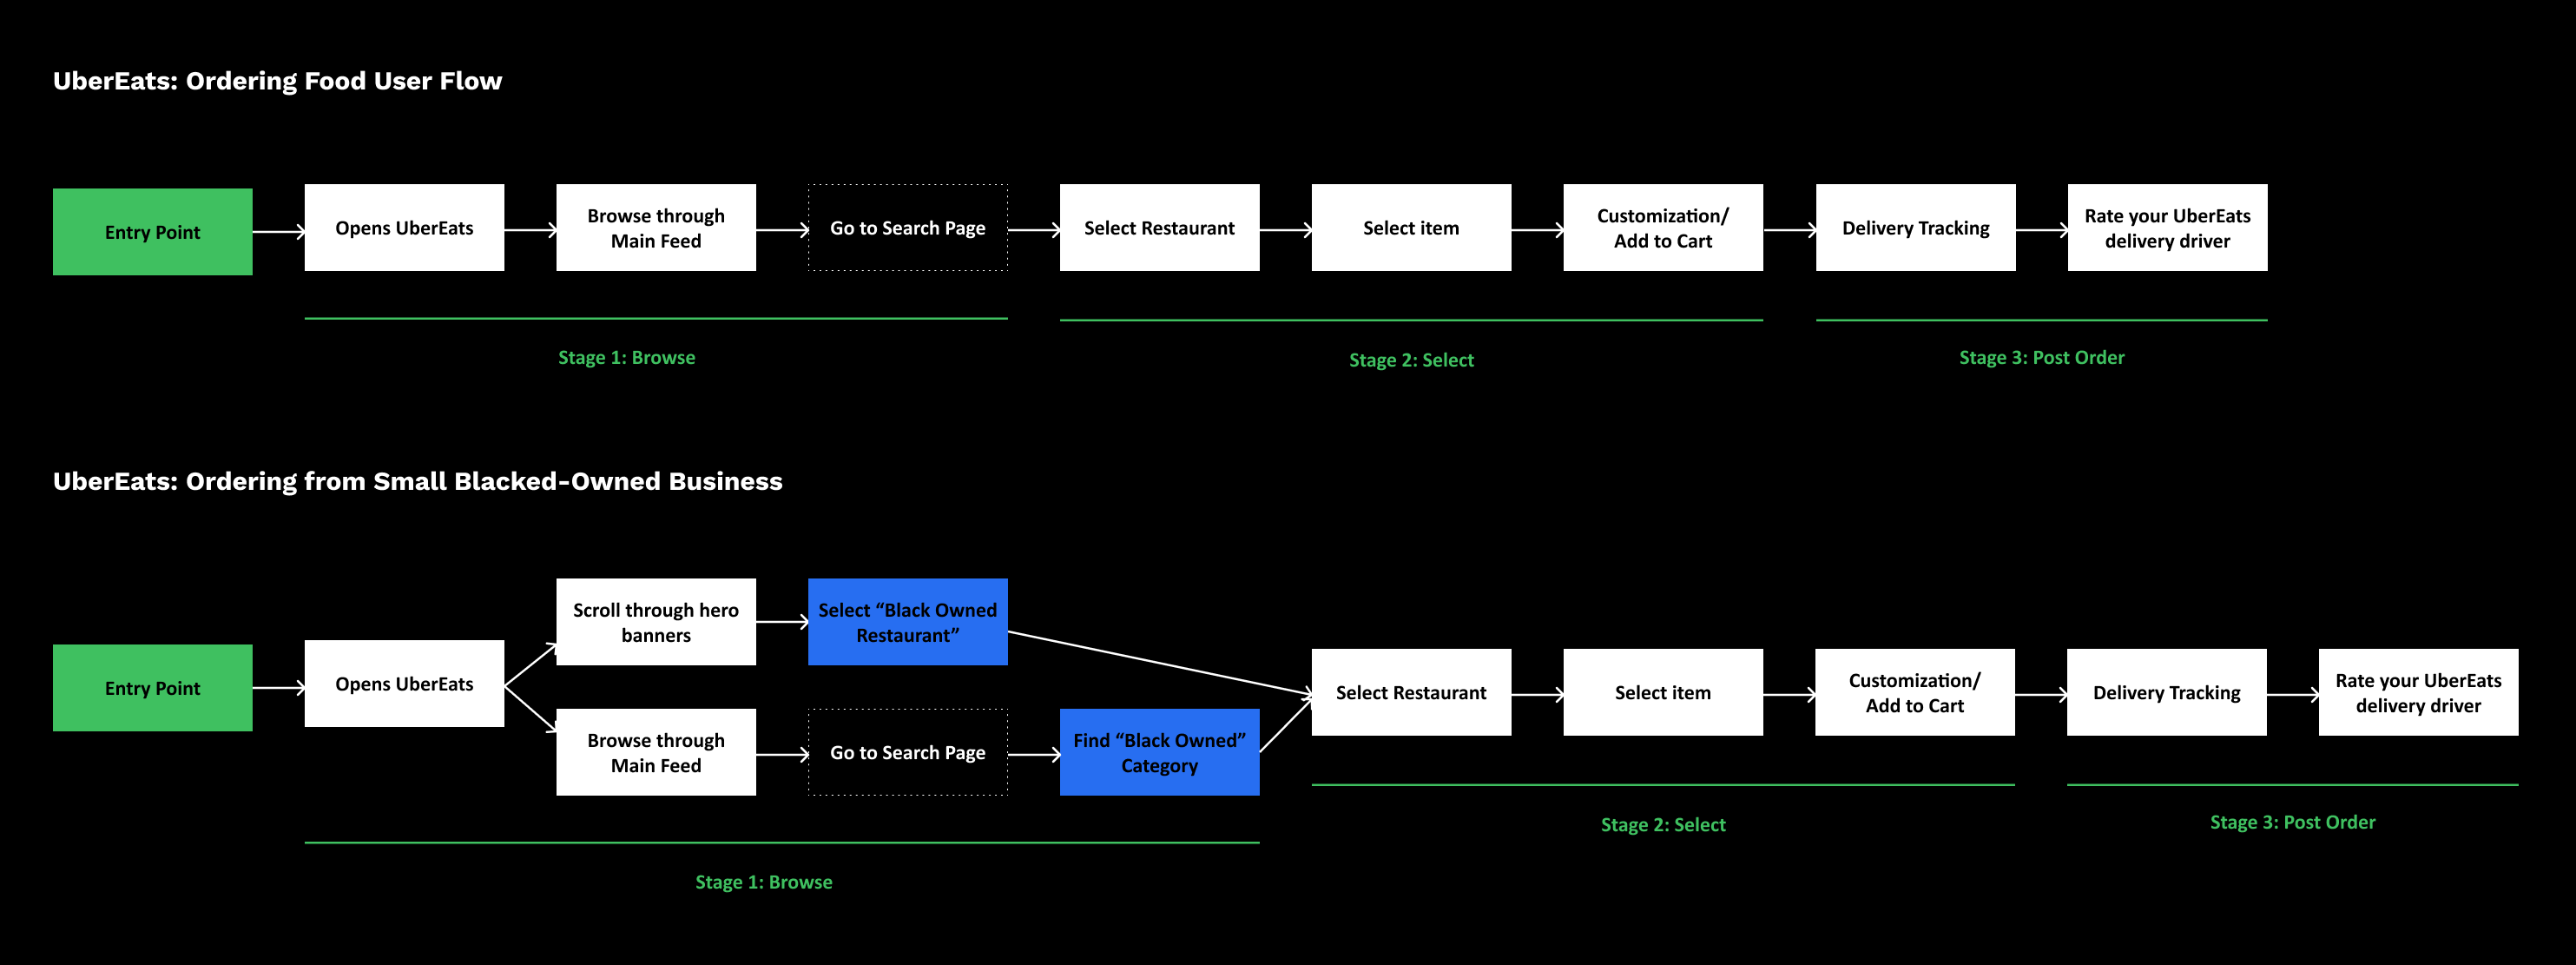 UberEats: Ordering Food User Flow
Entry Point
Opens UberEats
Browse through
Main Feed
Go to Search Page
Select Restaurant
Select item
Customization/
Add to Cart
Delivery Tracking
Rate your UberEats
delivery driver
Stage 1: Browse
Stage 2: Select
Stage 3: Post Order
UberEats: Ordering from Small Blacked-Owned Business
Entry Point
Opens UberEats
Scroll through hero
banners
Select “Black Owned
Restaurant”
Browse through
Main Feed
Go to Search Page
Find “Black Owned”
Category
Select Restaurant
Select item
Customization/
Add to Cart
Delivery Tracking
Rate your UberEats
delivery driver
Stage 1: Browse
Stage 2: Select
Stage 3: Post Order